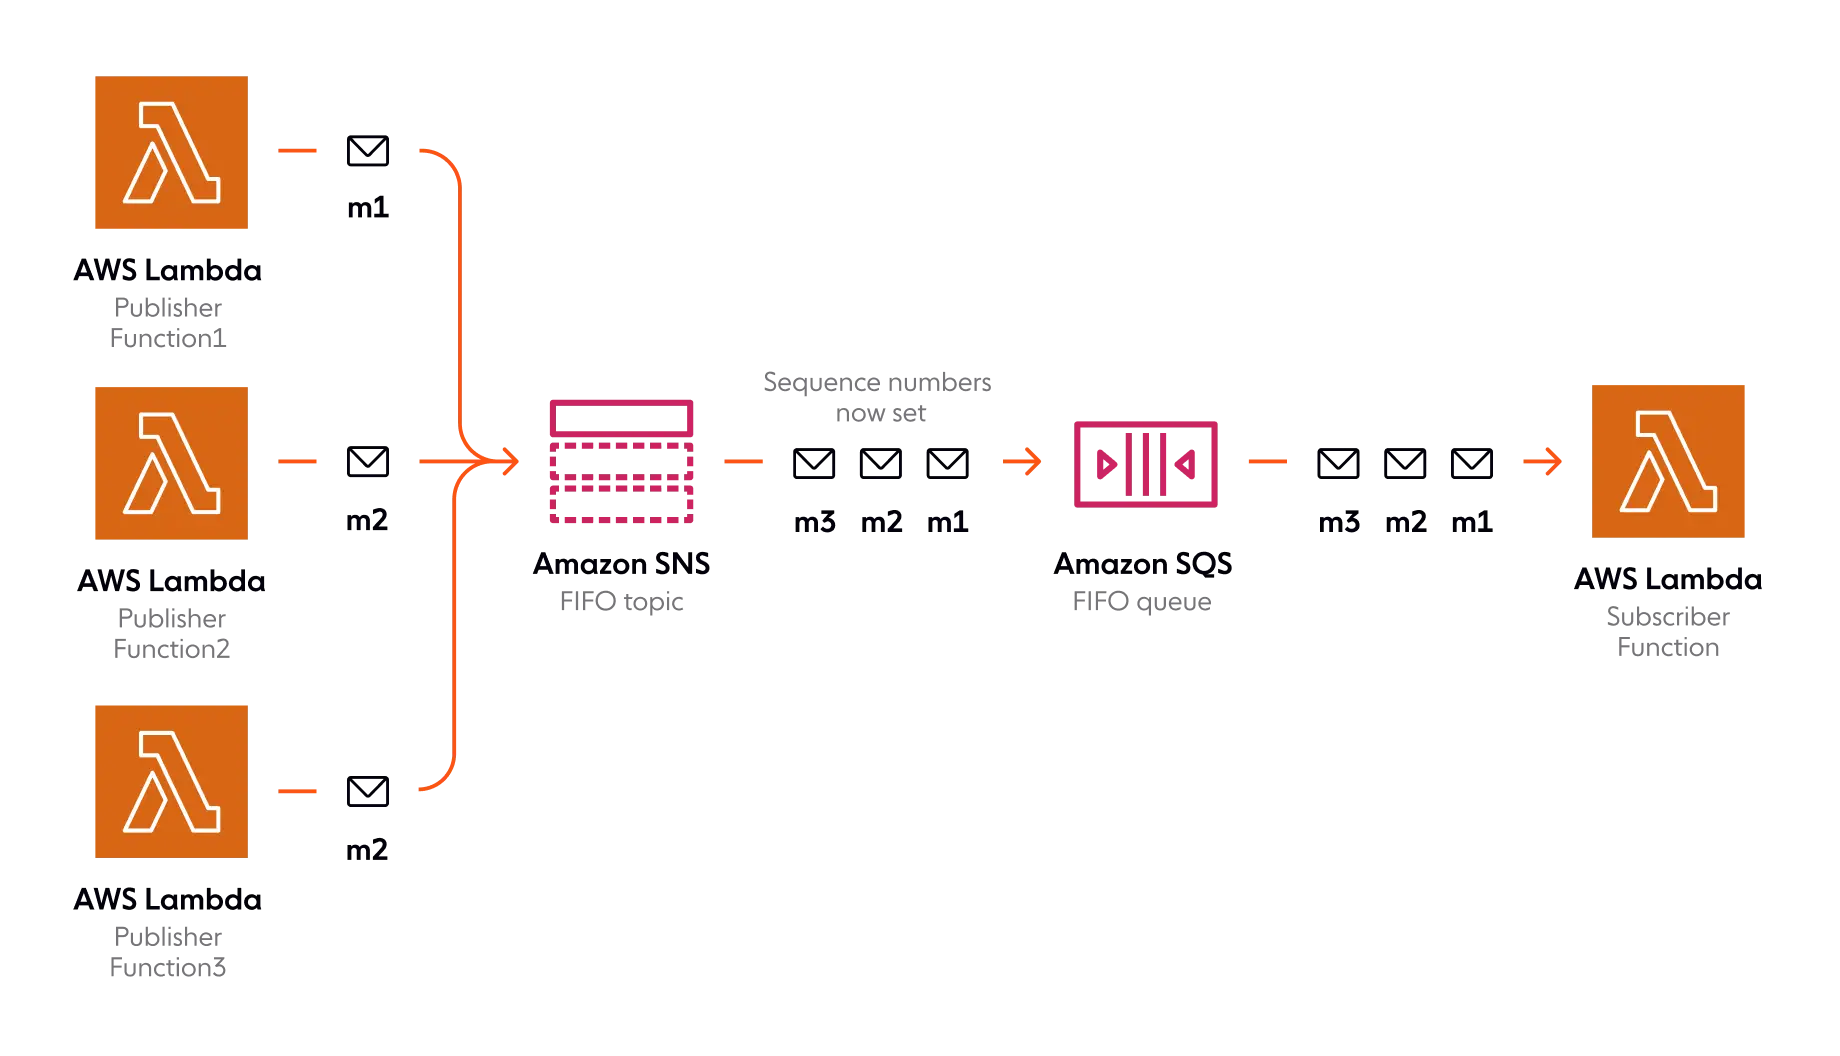 m1
AWS Lambda
Publisher
Function1
m2
AWS Lambda
Publisher
Function2
m2
AWS Lambda
Publisher
Function3
Amazon SNS
FIFO topic
Sequence numbers
now set
m3 m2 m1
Amazon SQS
FIFO queue
m3 m2 m1
AWS Lambda
Subscriber
Function